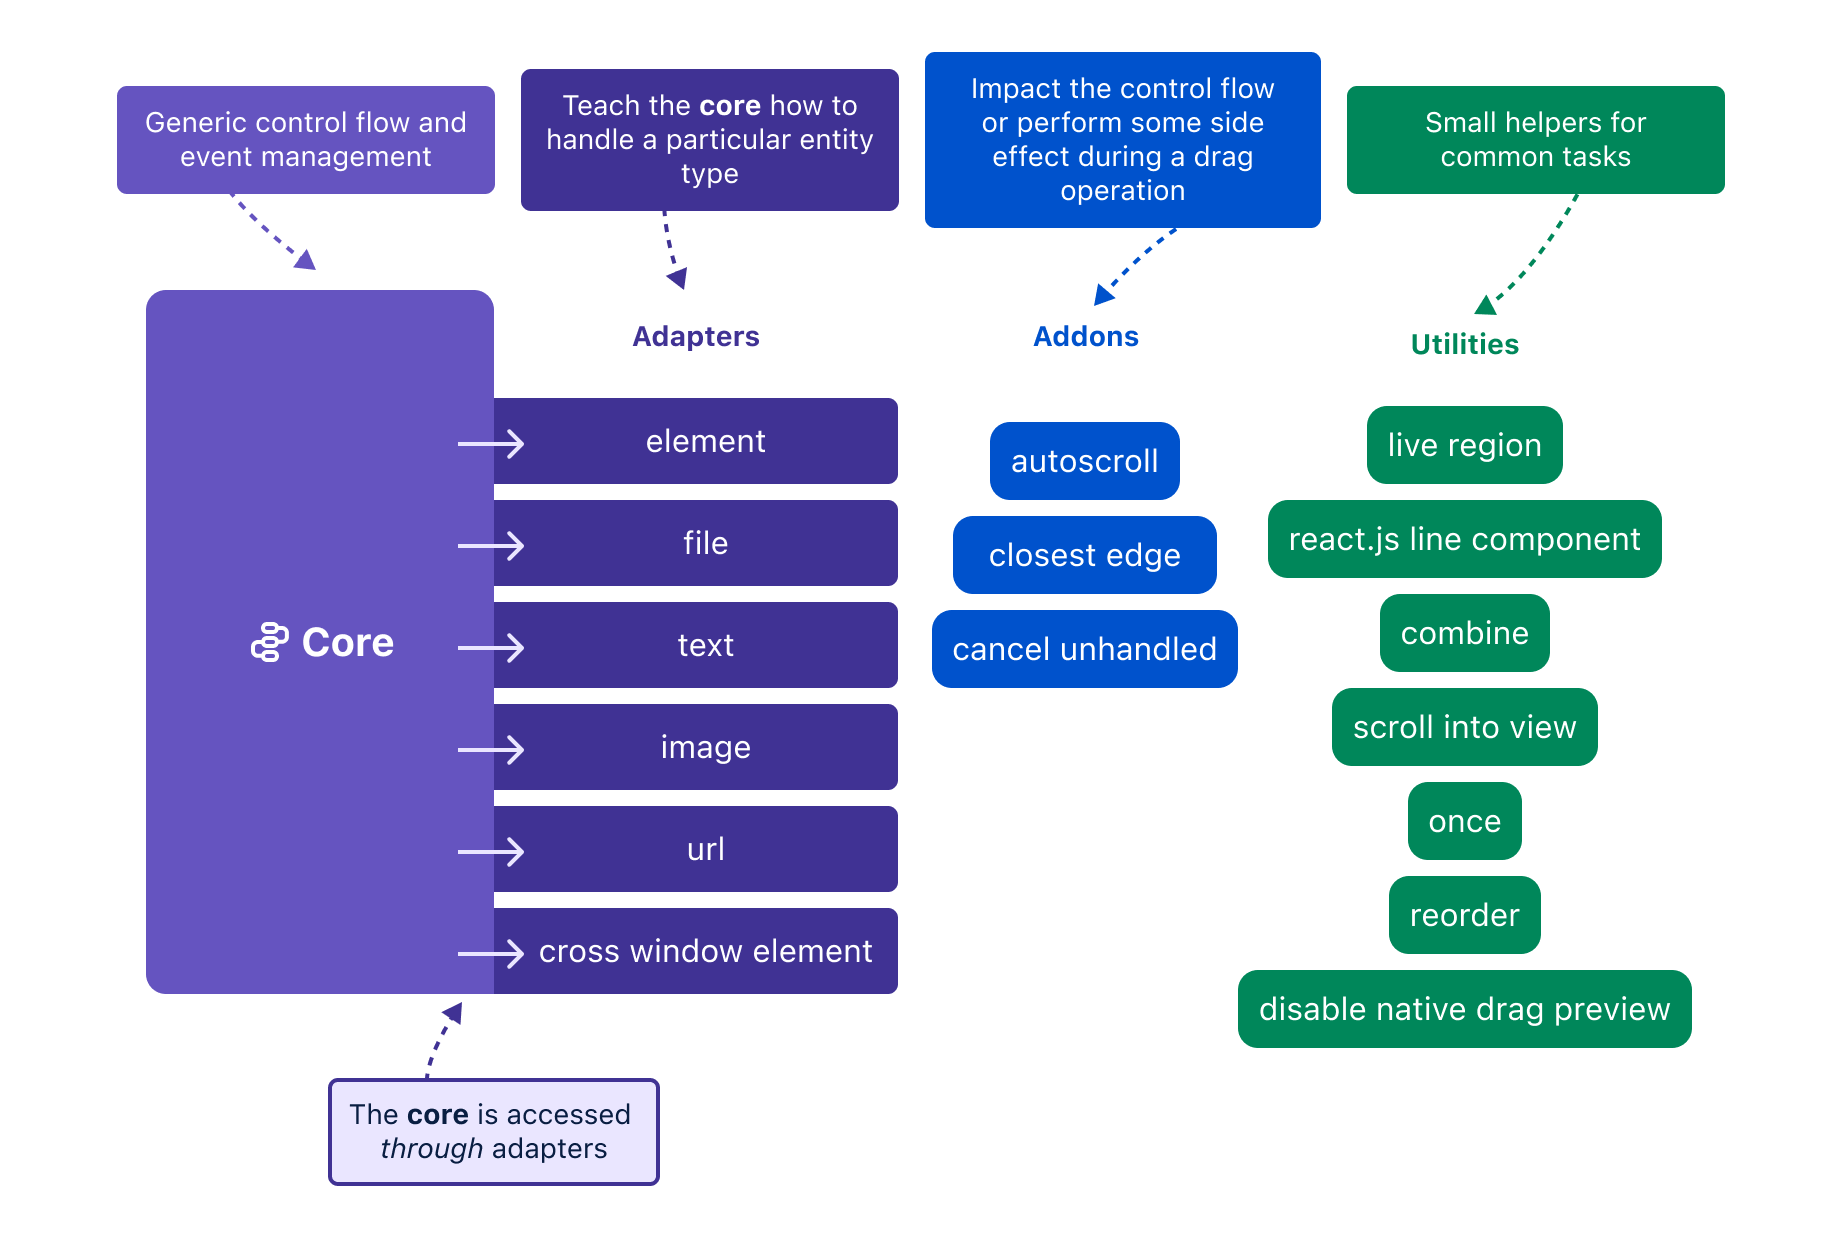 Generic control flow and
event management
Teach the core how to
handle a particular entity
type
Impact the control flow
or perform some side
effect during a drag
operation
Small helpers for
common tasks
Core
Adapters
element
file
text
image
url
cross window element
Addons
autoscroll
closest edge
cancel unhandled
Utilities
live region
react.js line component
combine
scroll into view
once
reorder
disable native drag preview
The core is accessed
through adapters